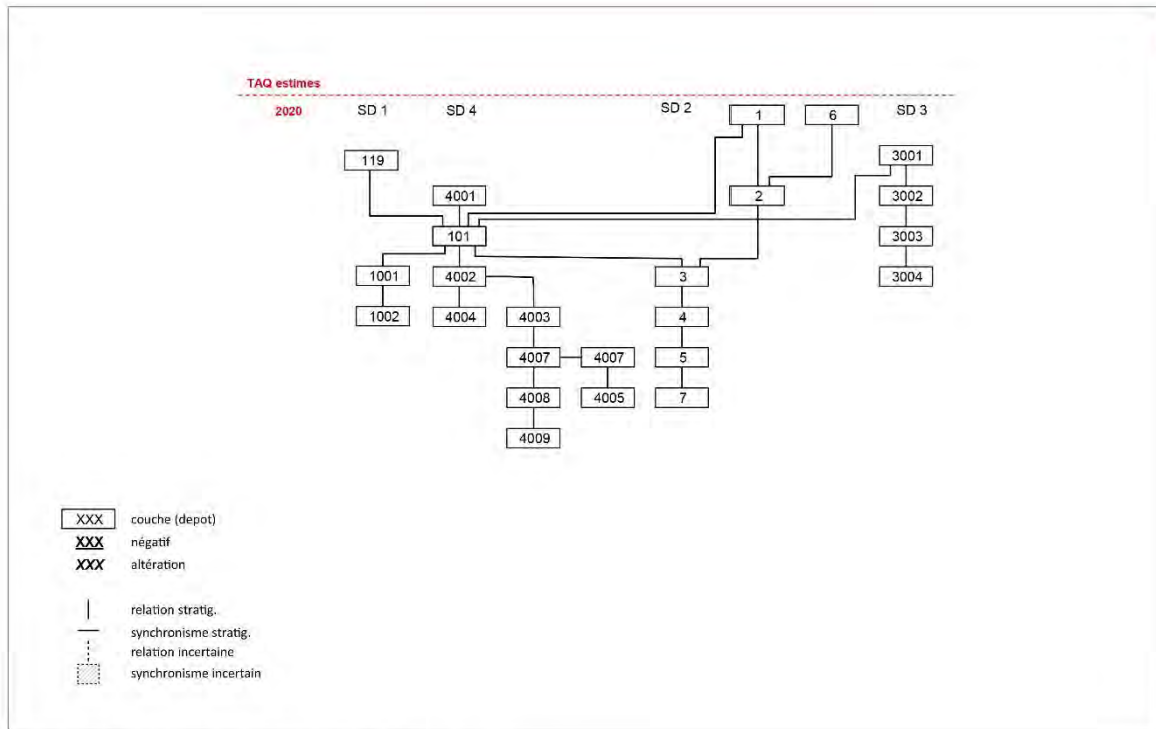 TAQ estimes
2020 SD 1 SD 4 SD 2 1 6 SD 3
119 3001
4001 2 3002
101 3003
1001 4002 3 3004
1002 4004 4003 4
4007 4007 5
4008 4005 7
4009
XXX couche (depot)
XXX négatif
XXX altération
relation stratig.
synchronisme stratig.
relation incertaine
synchronisme incertain